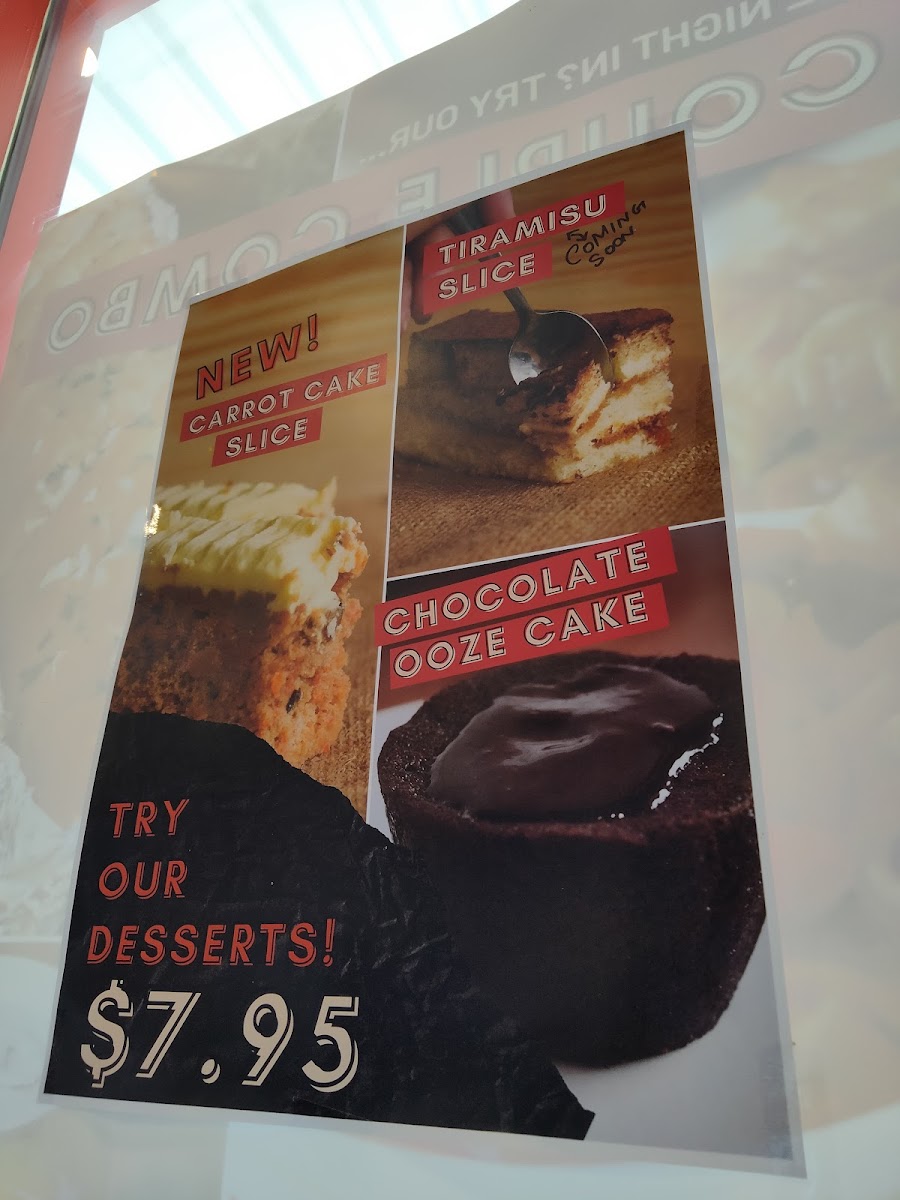 NIGHT IN? TRY OUR...
COUPLE COMBO
TIRAMISU
SLICE
COMING
SOON
NEW!
CARROT CAKE
SLICE
CHOCOLATE
OOZE CAKE
TRY
OUR
DESSERTS!
$7.95